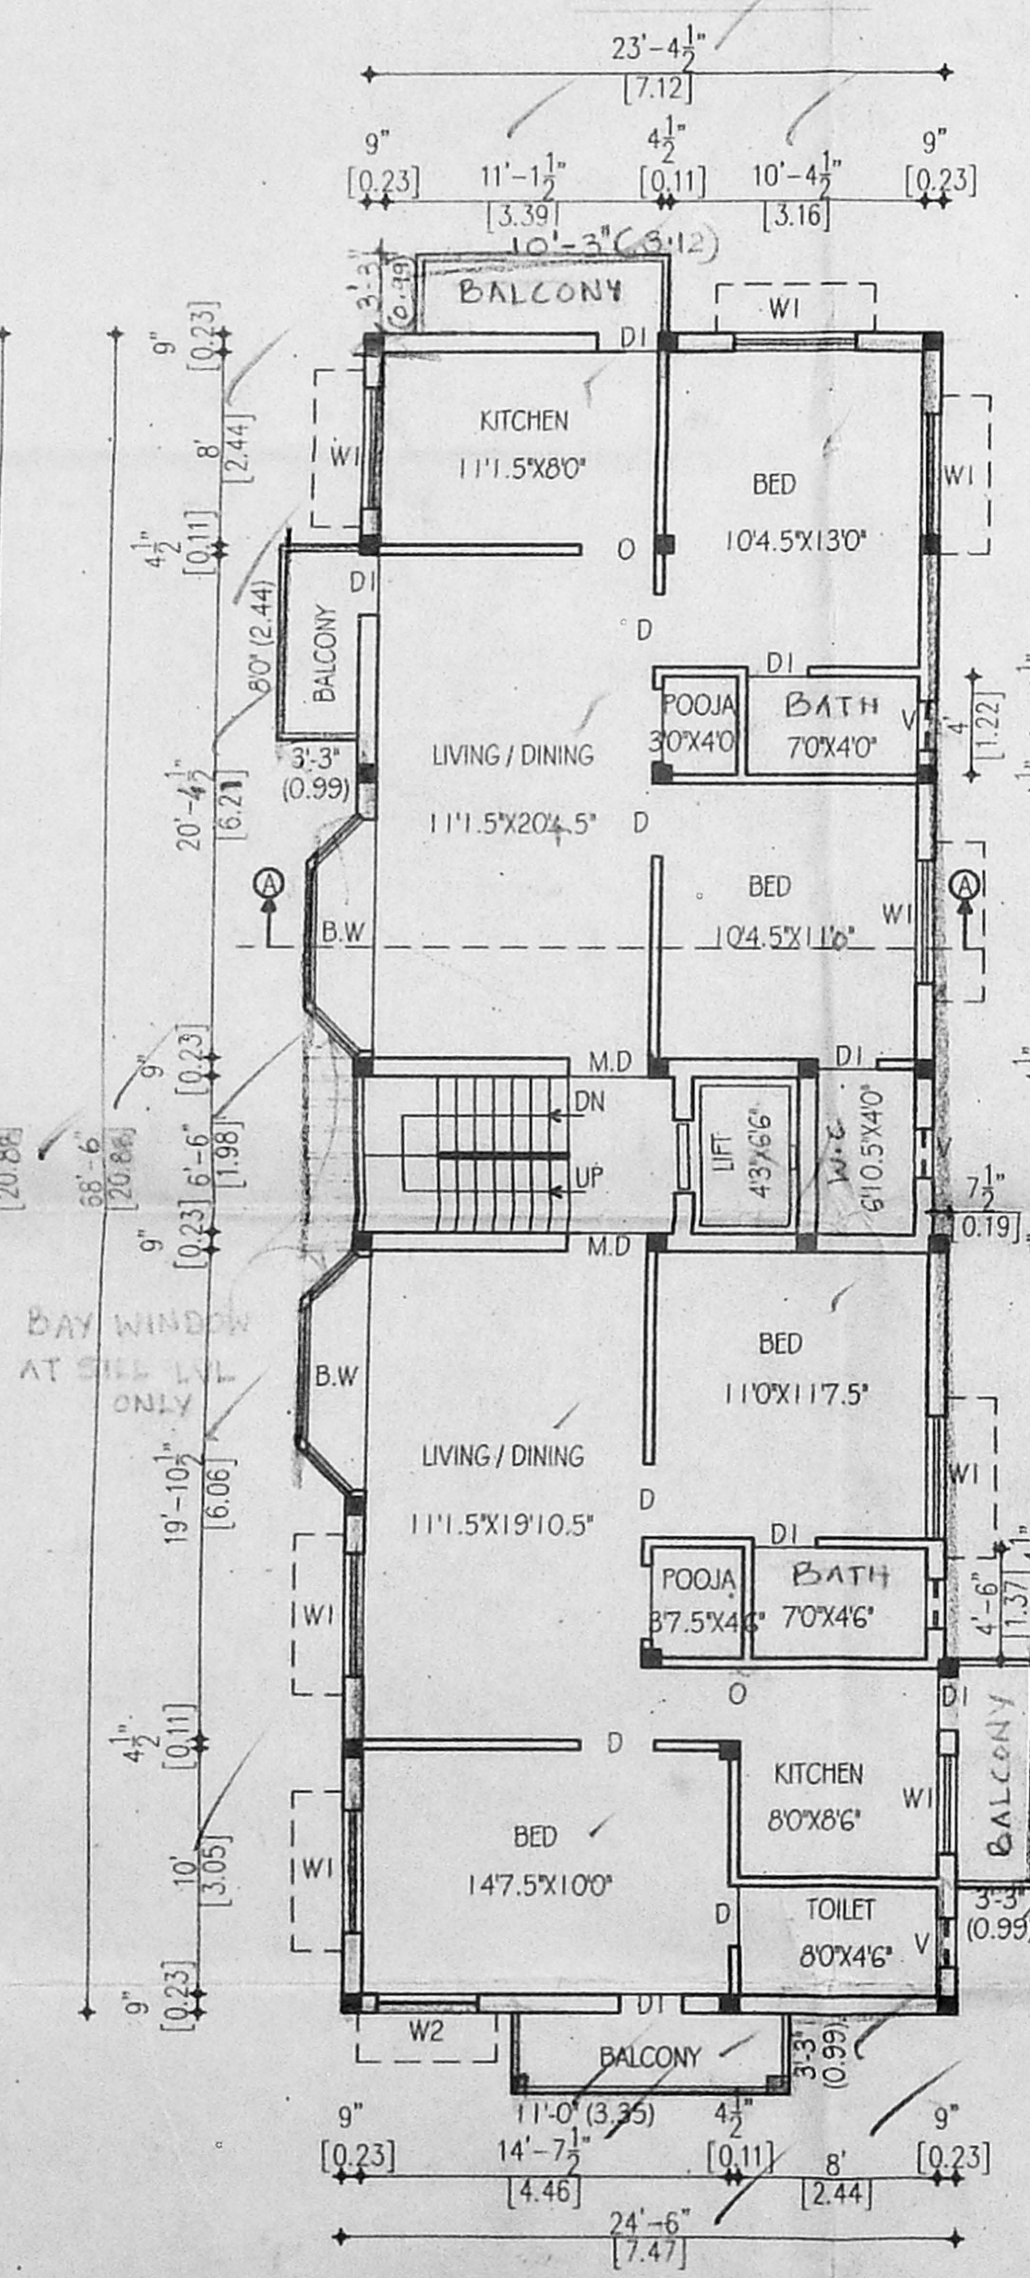 23'-4½"
[7.12]
9" 11'-1½" 4½" 10'-4½" 9"
[0.23] [3.39] [0.11] [3.16] [0.23]
10'-3" (3.12)
3'-3" (0.99)
BALCONY
W1
D1
9" [0.23]
KITCHEN
11'1.5"X8'0"
W1
8' [2.44]
BED
10'4.5"X13'0"
W1
4½" [0.11]
O
D1
BALCONY
8'0" (2.44)
D
D1
POOJA
3'0"X4'0
BATH
7'0"X4'0"
V
4' [1.22]
3'-3"
(0.99)
LIVING / DINING
11'1.5"X20'4.5"
20'-4½" [6.21]
D
A
A
BED
10'4.5"X11'0"
W1
B.W
9" [0.23]
M.D
D1
DN
UP
LIFT
4'3"X6'6"
W.C
6'10.5"X4'0"
V
6'-6" [1.98]
68'-6" [20.88]
[20.88]
7½"
[0.19]
9" [0.23]
M.D
BAY WINDOW
AT SILL LVL
ONLY
B.W
BED
11'0"X11'7.5"
LIVING / DINING
11'1.5"X19'10.5"
19'-10½" [6.06]
W1
D
D1
POOJA
3'7.5"X4'6"
BATH
7'0"X4'6"
4'-6" [1.37]
W1
O
D1
BALCONY
4½" [0.11]
D
KITCHEN
8'0"X8'6"
W1
BED
14'7.5"X10'0"
W1
10' [3.05]
3'-3"
(0.99)
D
TOILET
8'0"X4'6"
V
9" [0.23]
D1
W2
BALCONY
3'-3" (0.99)
11'-0" (3.35)
9" 14'-7½" 4½" 8' 9"
[0.23] [4.46] [0.11] [2.44] [0.23]
24'-6"
[7.47]